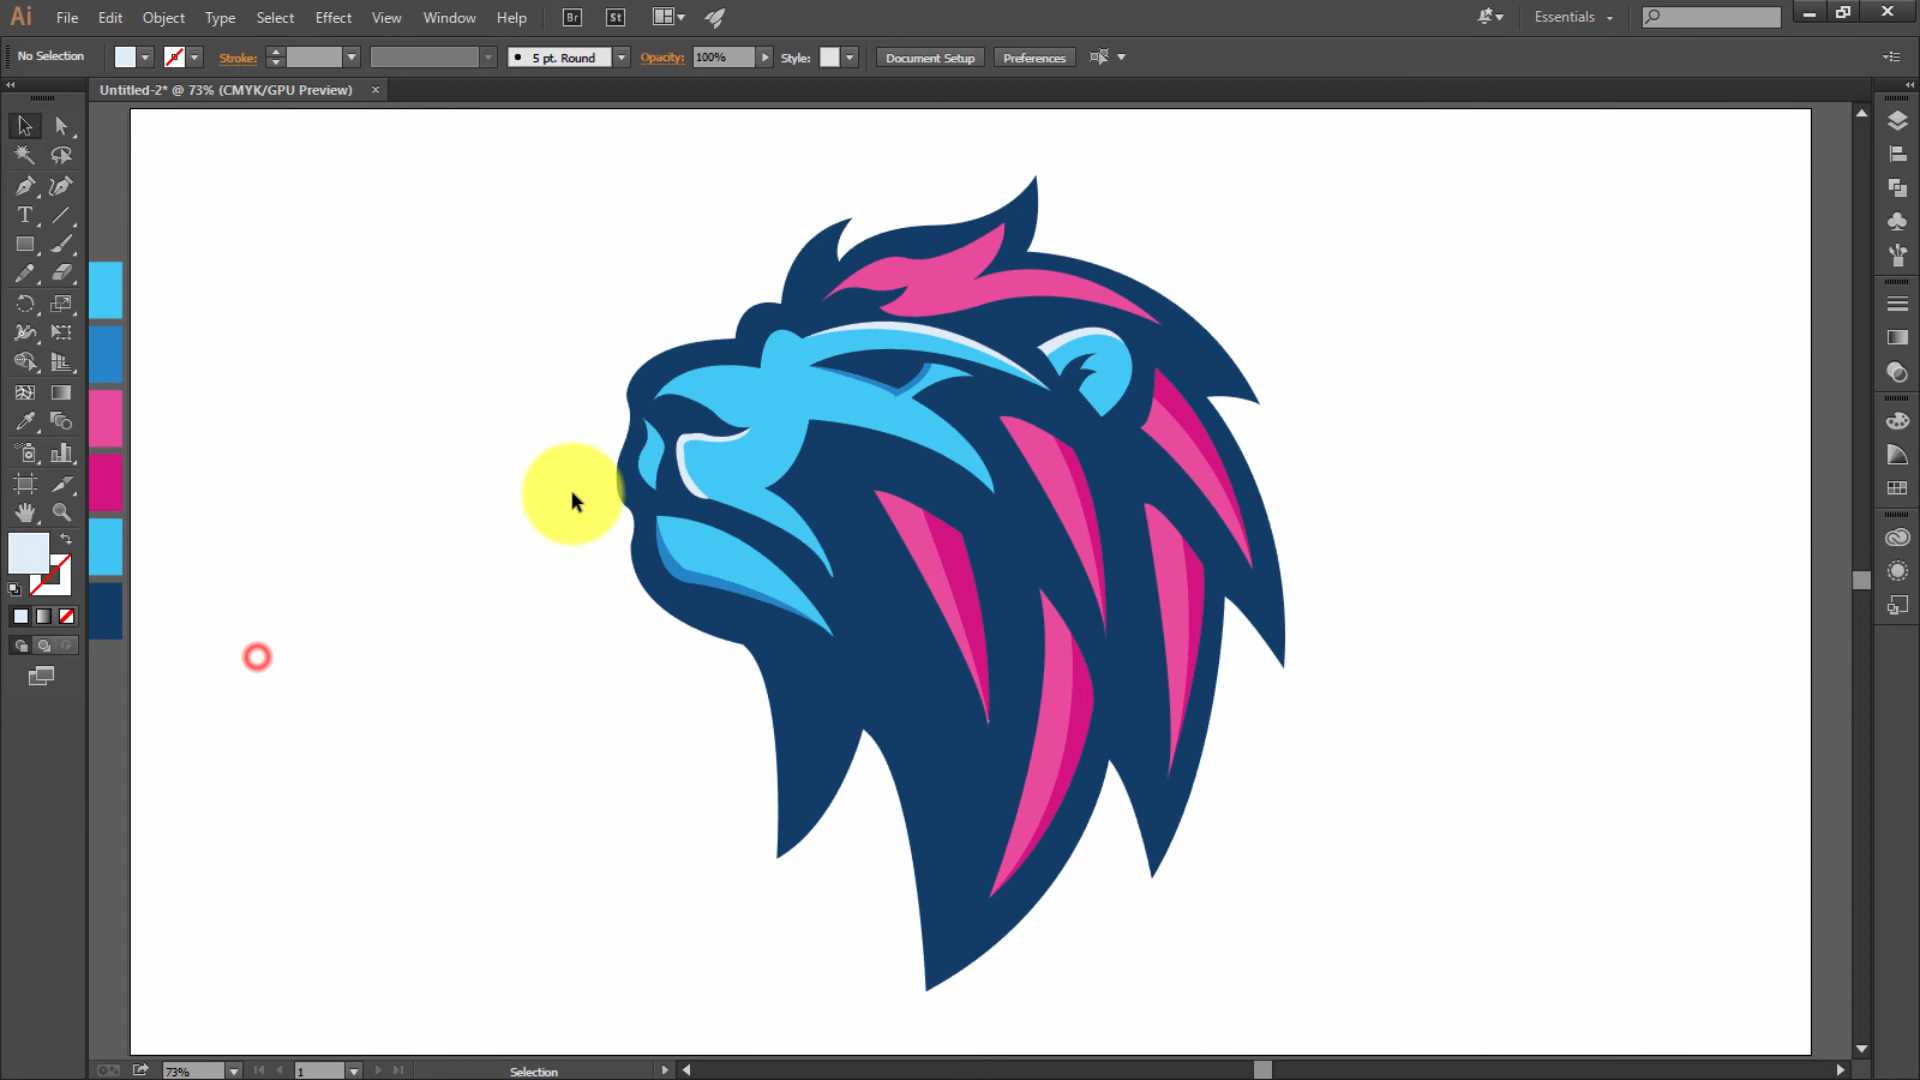 Ai File Edit Object Type Select Effect View Window Help Br St Essentials
No Selection Stroke: 5 pt. Round Opacity: 100% Style: Document Setup Preferences
Untitled-2* @ 73% (CMYK/GPU Preview) ×
T
73% 1 Selection